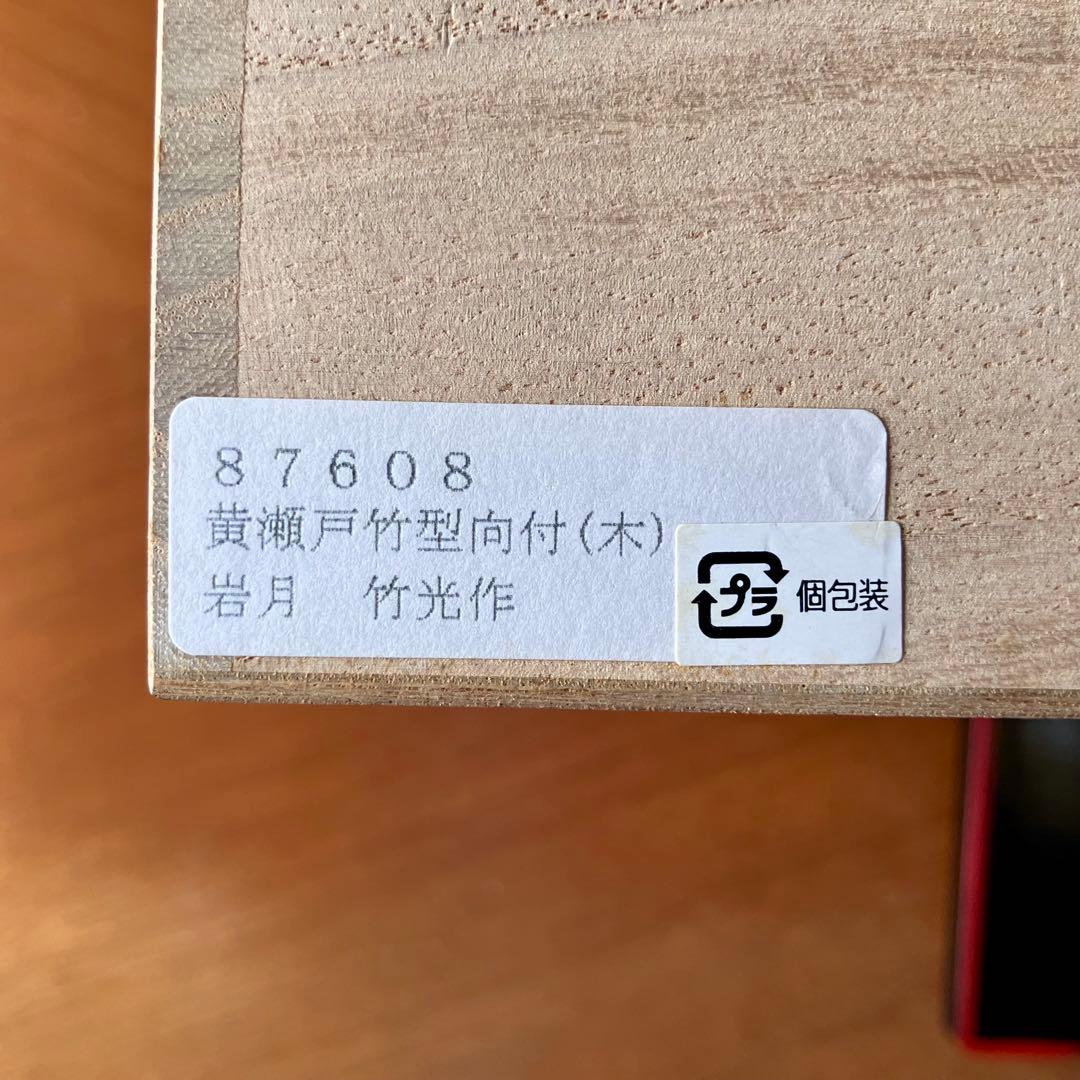 ８７６０８
黄瀬戸竹型向付(木)
岩月　竹光作
プラ
個包装